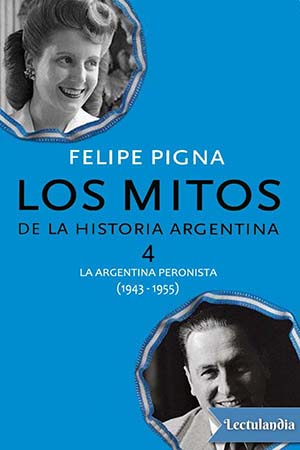 FELIPE PIGNA
LOS MITOS
DE LA HISTORIA ARGENTINA
4
LA ARGENTINA PERONISTA
(1943 - 1955)
Lectulandia